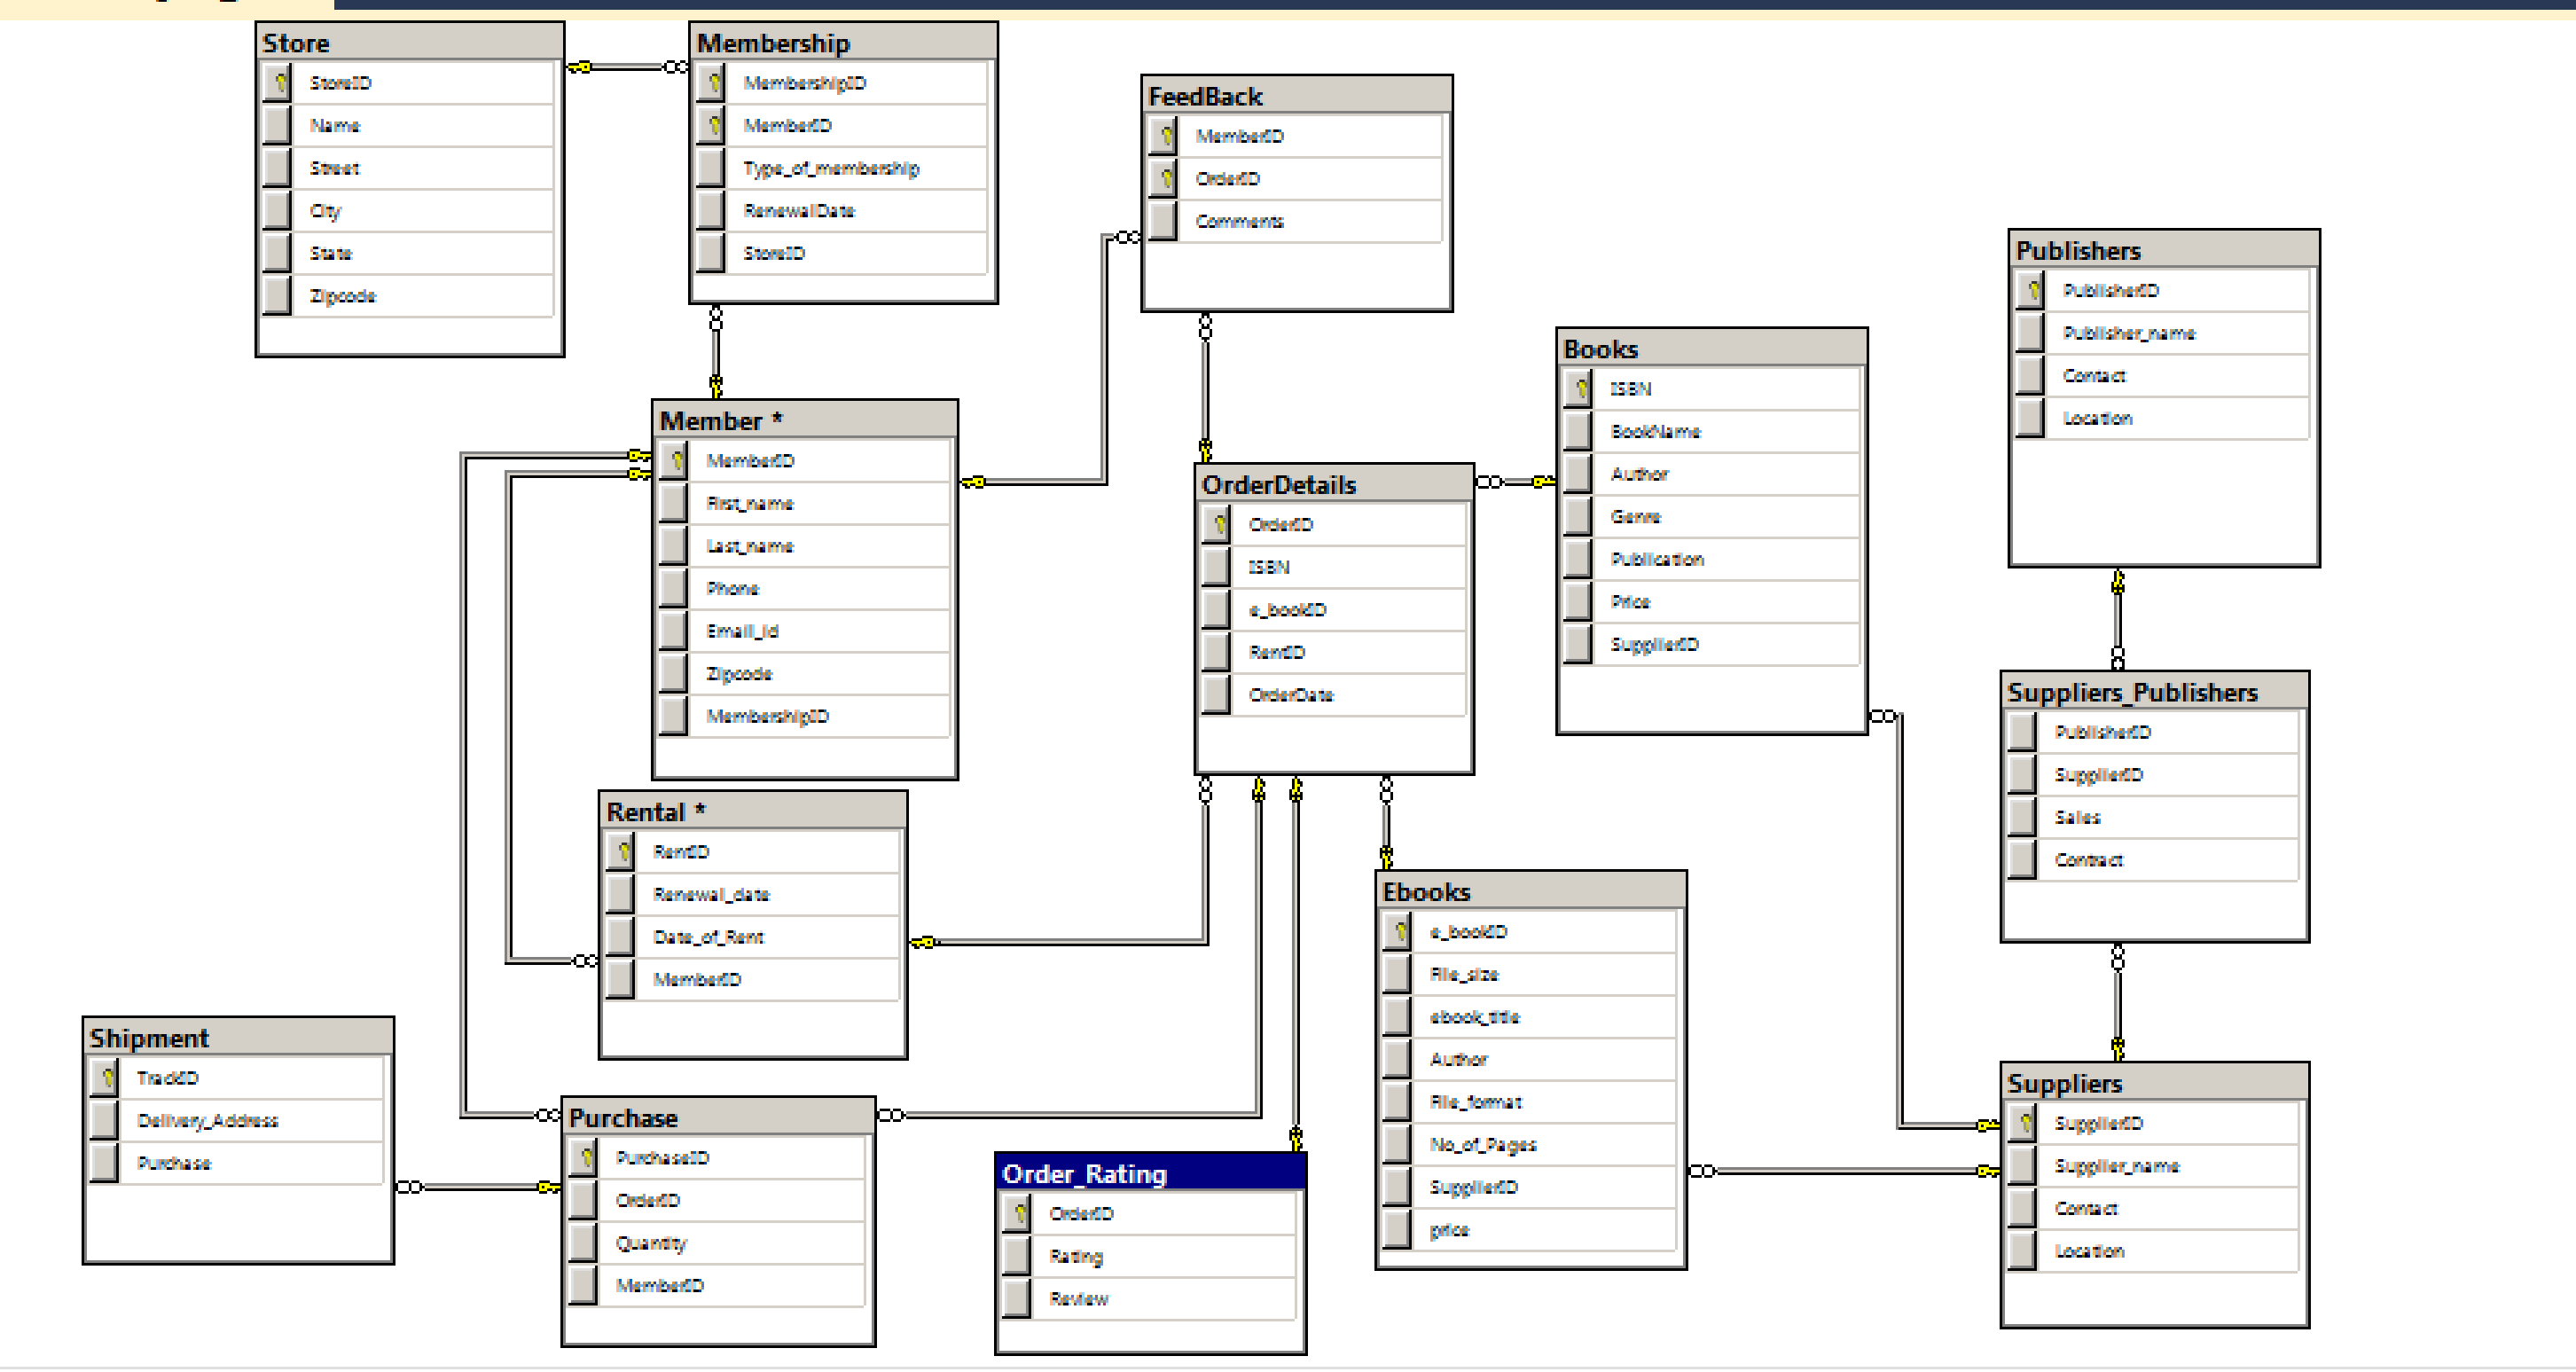 Store
StoreID
Name
Street
City
State
Zipcode
Membership
MembershipID
MemberID
Type_of_membership
RenewalDate
StoreID
FeedBack
MemberID
OrderID
Comments
Publishers
PublisherID
Publisher_name
Contact
Location
Books
ISBN
BookName
Author
Genre
Publication
Price
SupplierID
Member *
MemberID
First_name
Last_name
Phone
Email_id
Zipcode
MembershipID
OrderDetails
OrderID
ISBN
e_bookID
RentID
OrderDate
Suppliers_Publishers
PublisherID
SupplierID
Sales
Contract
Rental *
RentID
Renewal_date
Date_of_Rent
MemberID
Ebooks
e_bookID
File_size
ebook_title
Author
File_format
No_of_Pages
SupplierID
price
Shipment
TrackID
Delivery_Address
Purchase
Purchase
PurchaseID
OrderID
Quantity
MemberID
Order_Rating
OrderID
Rating
Review
Suppliers
SupplierID
Supplier_name
Contact
Location